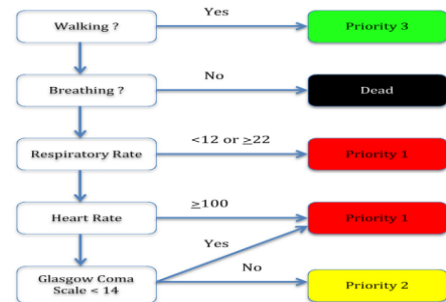 Walking ?
Yes
Priority 3
Breathing ?
No
Dead
Respiratory Rate
<12 or ≥22
Priority 1
Heart Rate
≥100
Priority 1
Yes
Glasgow Coma
Scale < 14
No
Priority 2